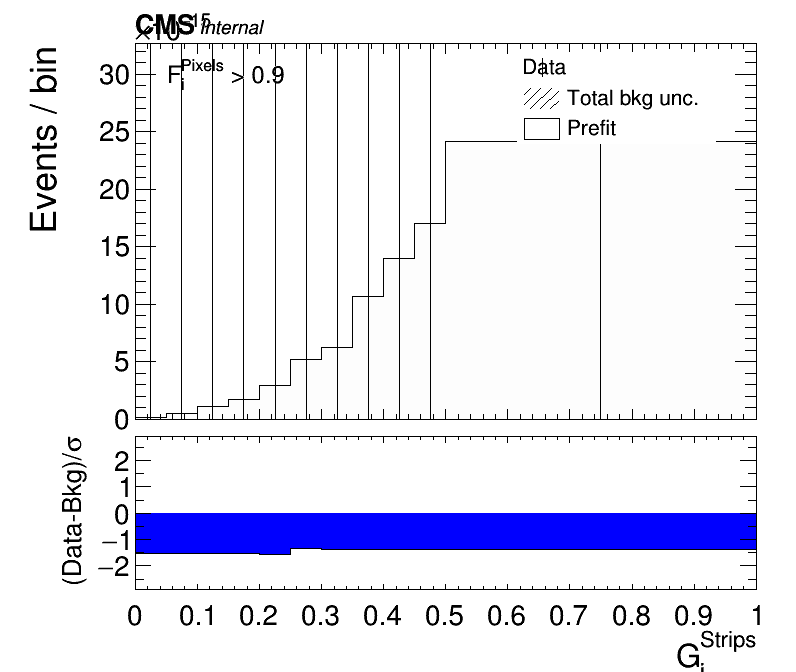 CMS Internal
×10^15
F_i^Pixels > 0.9
Data
Total bkg unc.
Prefit
Events / bin
30
25
20
15
10
5
0
(Data-Bkg)/σ
2
1
0
−1
−2
0 0.1 0.2 0.3 0.4 0.5 0.6 0.7 0.8 0.9 1
G_i^Strips